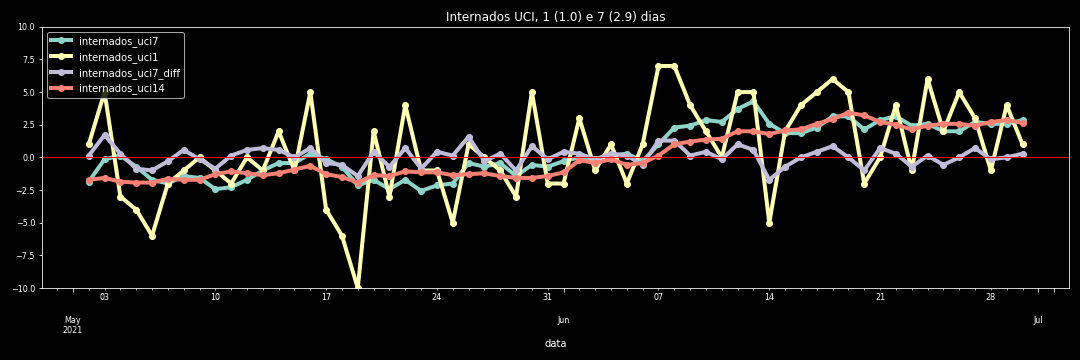 Internados UCI, 1 (1.0) e 7 (2.9) dias
10.0
7.5
5.0
2.5
0.0
−2.5
−5.0
−7.5
−10.0
internados_uci7
internados_uci1
internados_uci7_diff
internados_uci14
03 10 17 24 31 07 14 21 28
May Jun Jul
2021
data